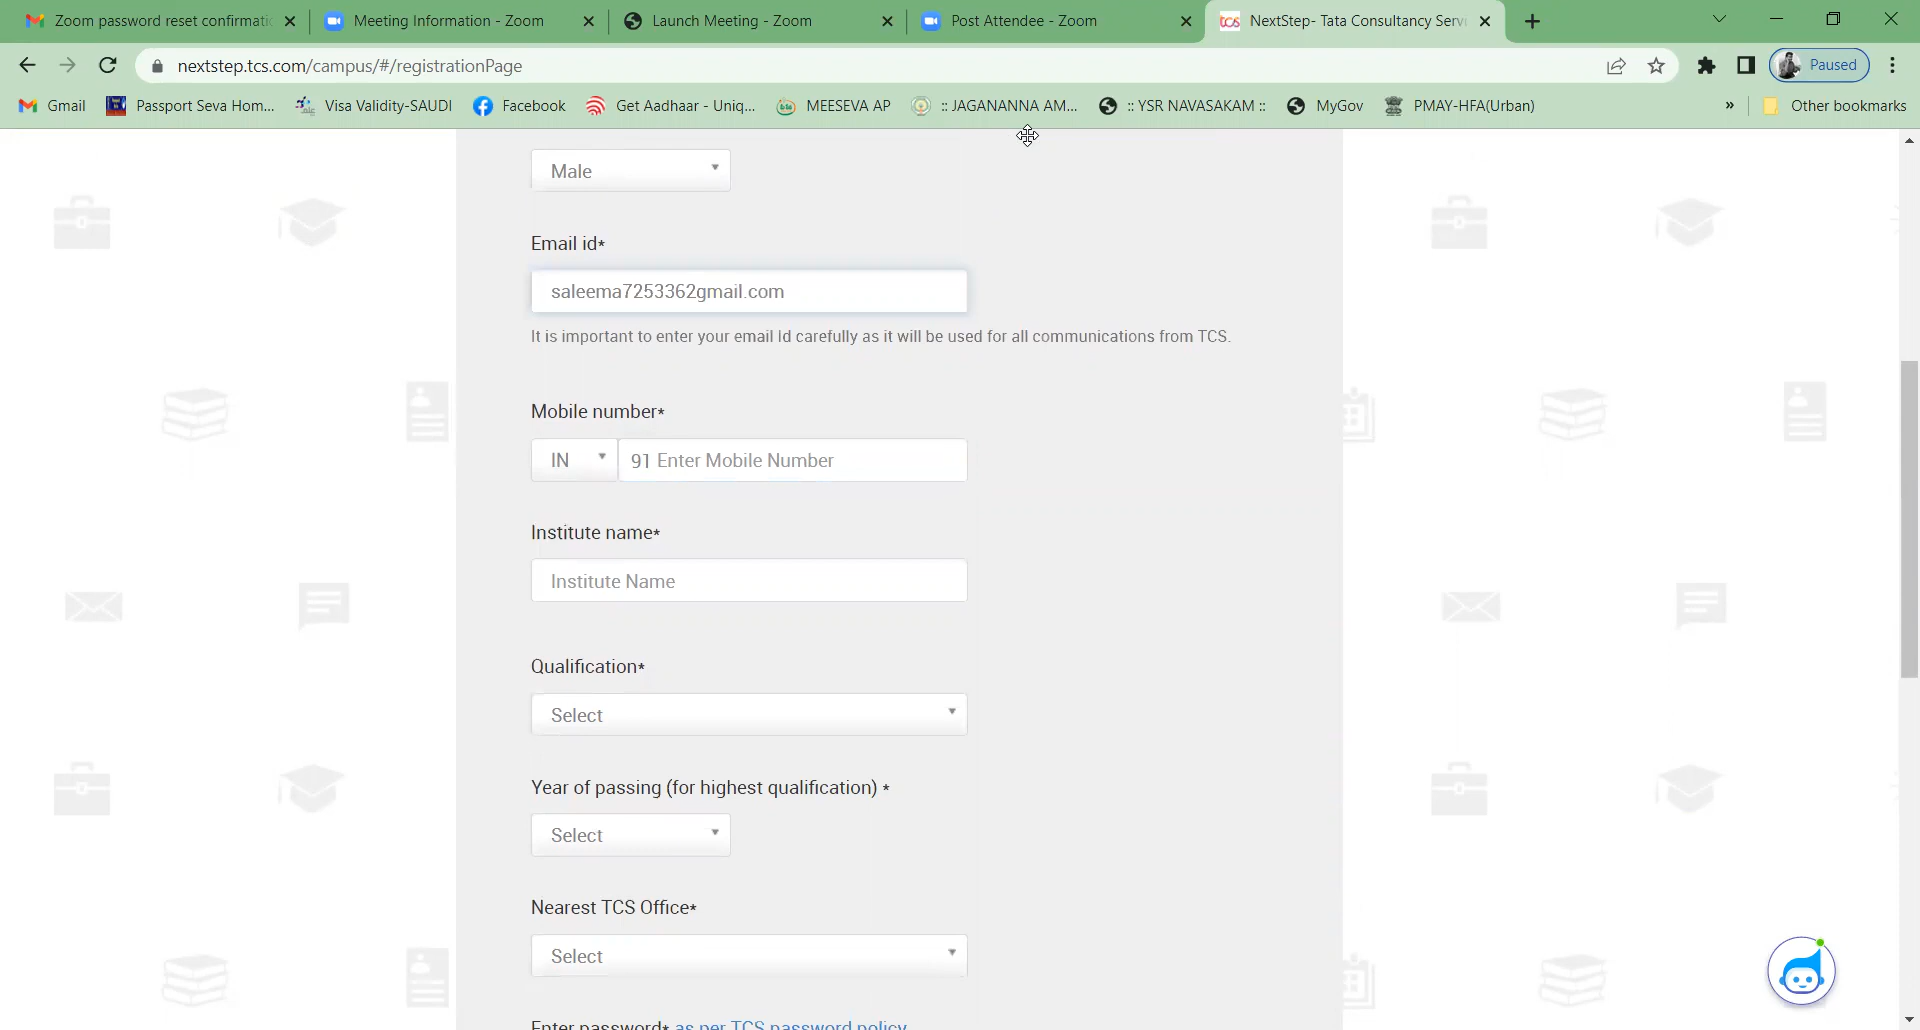 Zoom password reset confirmatic
Meeting Information - Zoom
Launch Meeting - Zoom
Post Attendee - Zoom
tcs
NextStep- Tata Consultancy Serv
nextstep.tcs.com/campus/#/registrationPage
Paused
Gmail
Passport Seva Hom...
Visa Validity-SAUDI
Facebook
Get Aadhaar - Uniq...
MEESEVA AP
:: JAGANANNA AM...
:: YSR NAVASAKAM ::
MyGov
PMAY-HFA(Urban)
»
Other bookmarks
Male
Email id*
saleema7253362gmail.com
It is important to enter your email Id carefully as it will be used for all communications from TCS.
Mobile number*
IN
91 Enter Mobile Number
Institute name*
Institute Name
Qualification*
Select
Year of passing (for highest qualification) *
Select
Nearest TCS Office*
Select
Enter password* as per TCS password policy